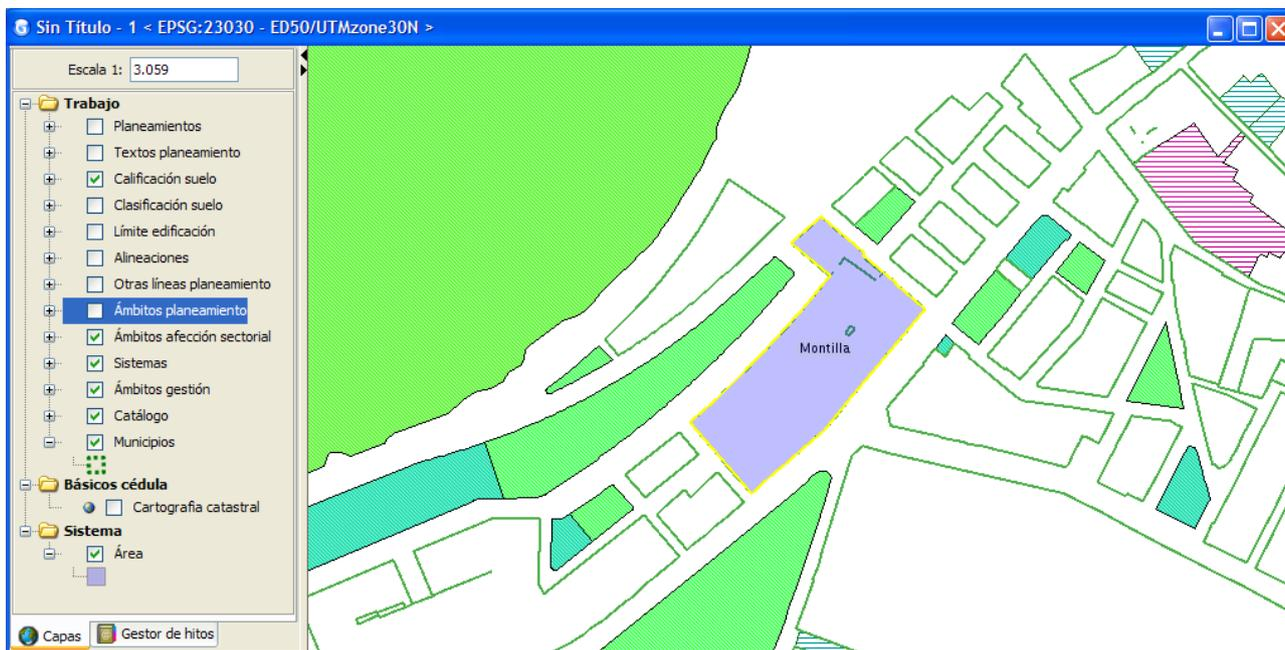 Sin Título - 1 < EPSG:23030 - ED50/UTMzone30N >
Escala 1: 3.059
Trabajo
Planeamientos
Textos planeamiento
Calificación suelo
Clasificación suelo
Límite edificación
Alineaciones
Otras líneas planeamiento
Ámbitos planeamiento
Ámbitos afección sectorial
Sistemas
Ámbitos gestión
Catálogo
Municipios
Básicos cédula
Cartografia catastral
Sistema
Área
Capas
Gestor de hitos
Montilla